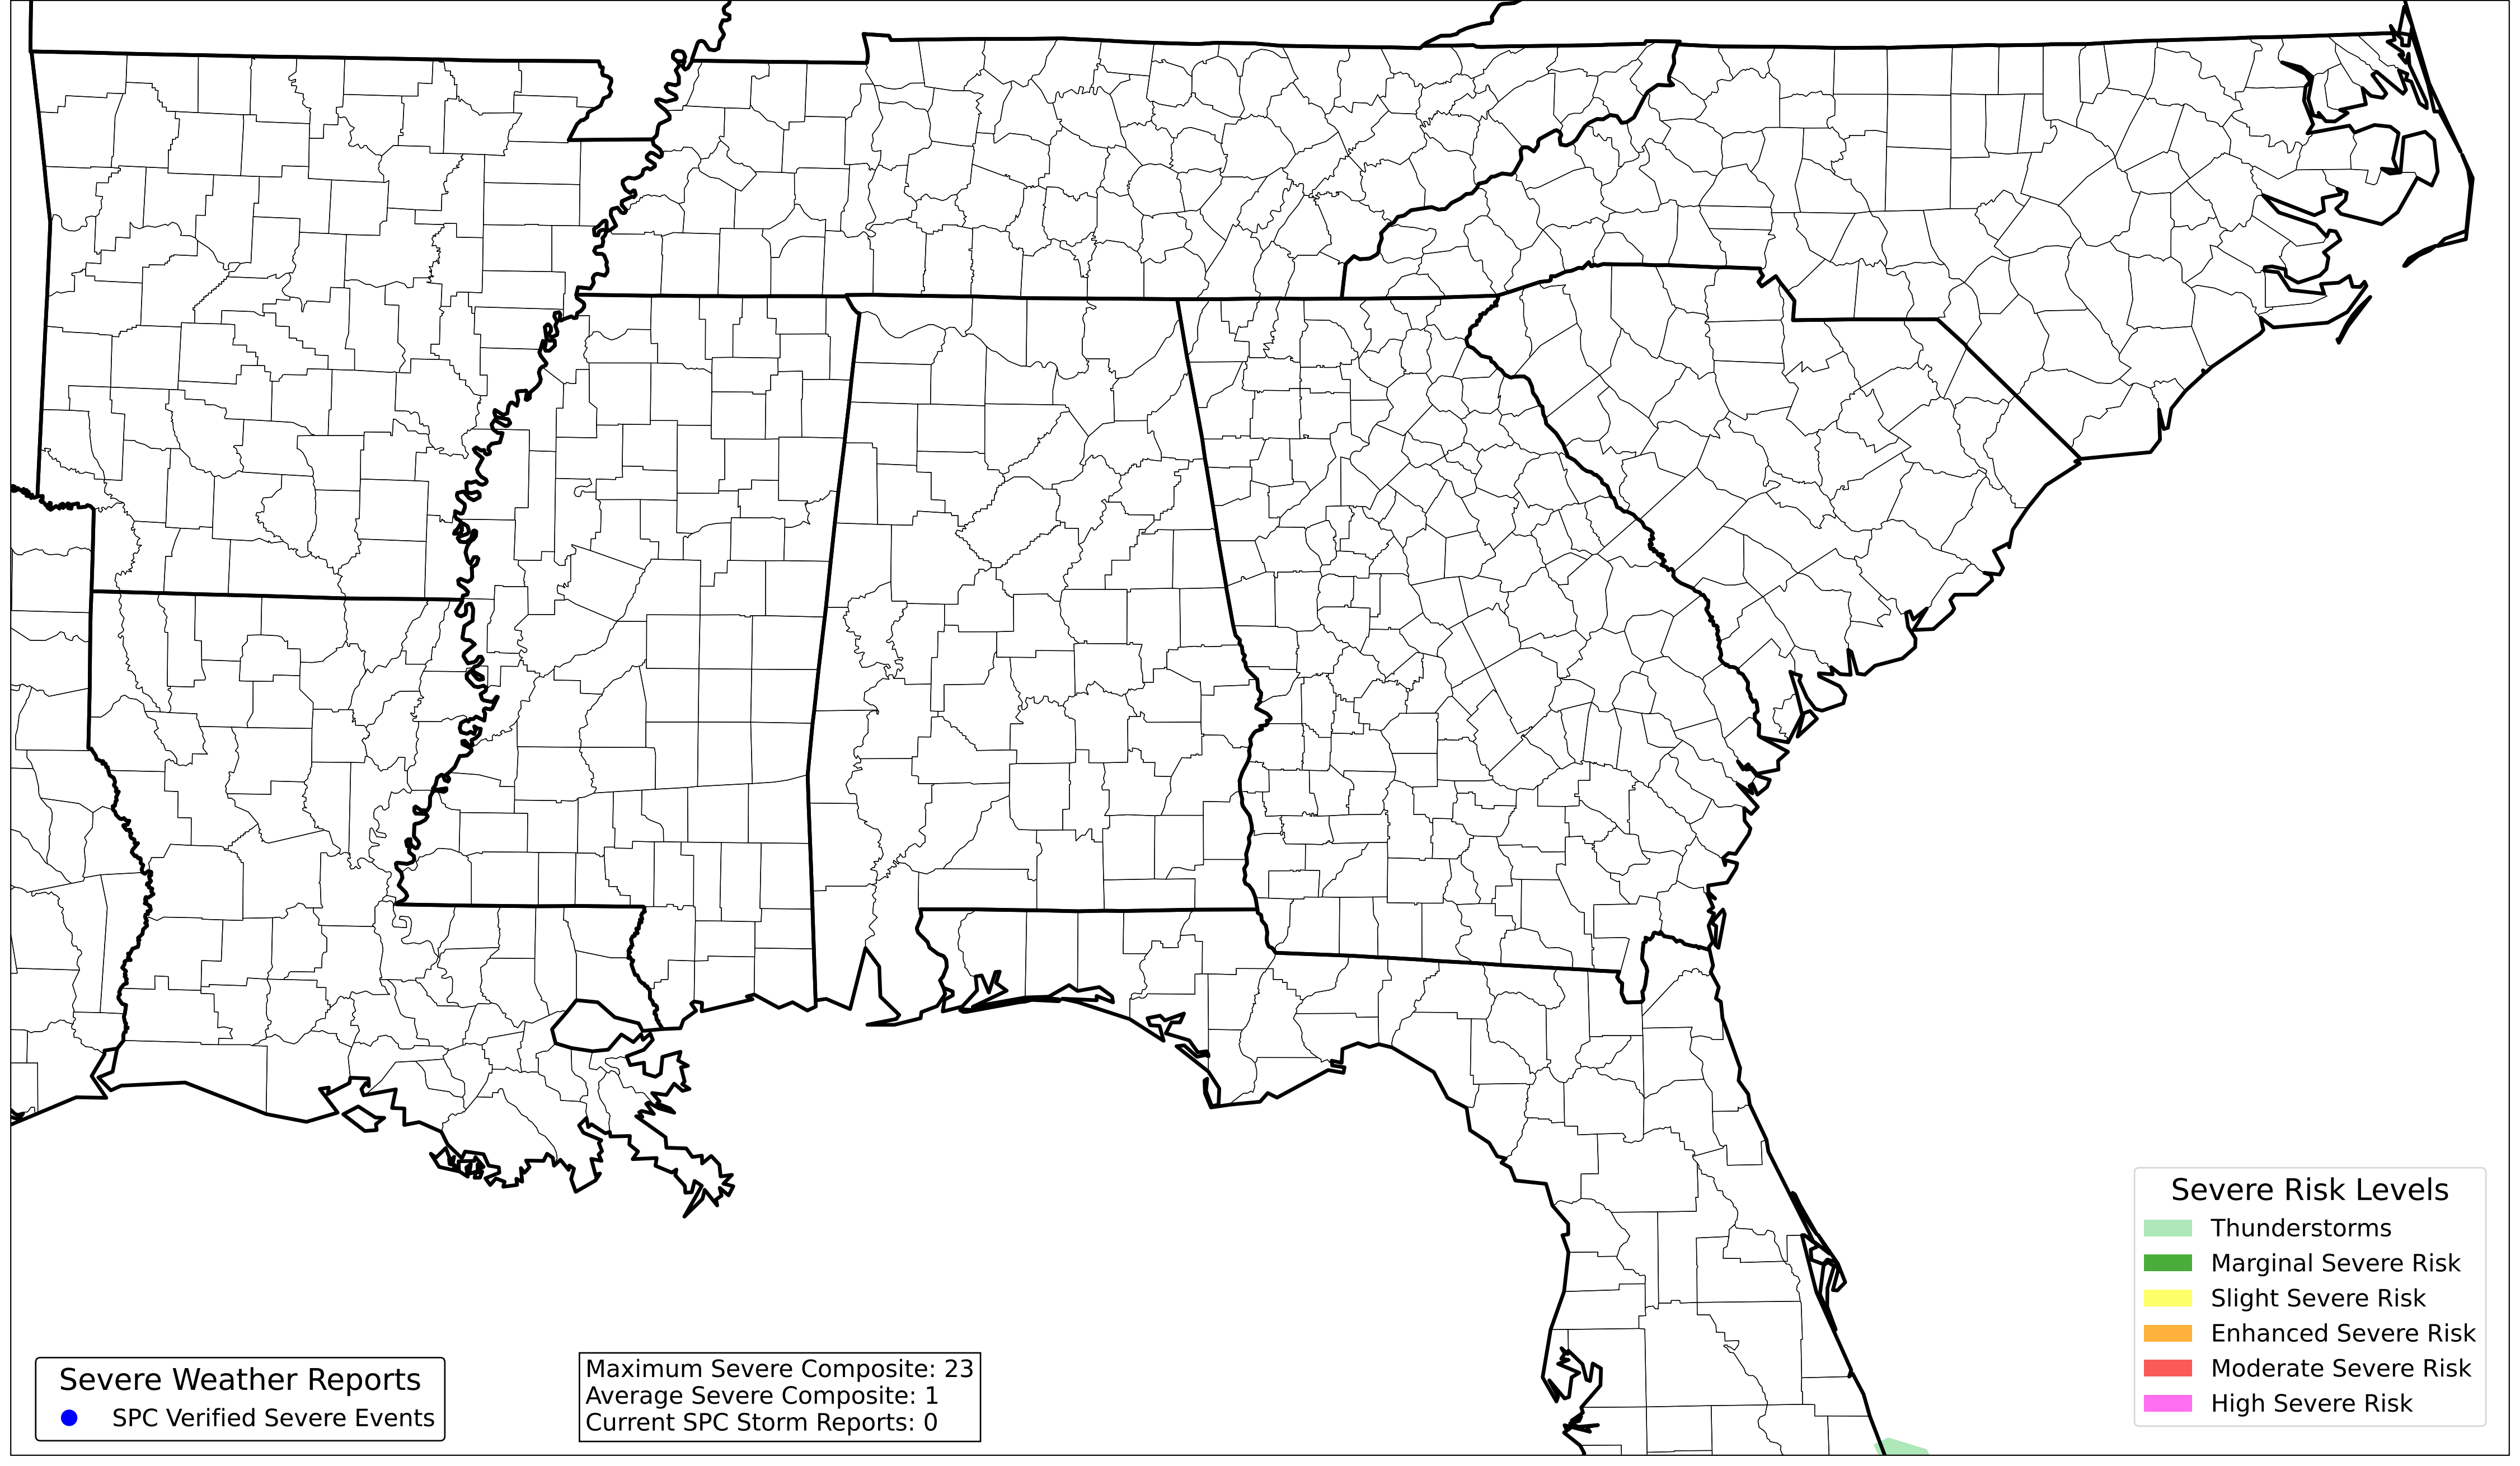 Severe Risk Levels
Thunderstorms
Marginal Severe Risk
Slight Severe Risk
Enhanced Severe Risk
Moderate Severe Risk
High Severe Risk
Severe Weather Reports
SPC Verified Severe Events
Maximum Severe Composite: 23
Average Severe Composite: 1
Current SPC Storm Reports: 0